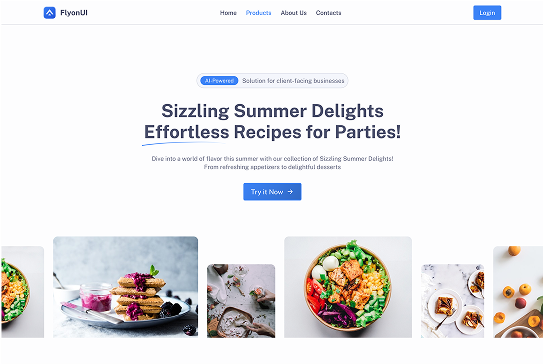 FlyonUI
Home Products About Us Contacts
Login
AI-Powered Solution for client-facing businesses
Sizzling Summer Delights
Effortless Recipes for Parties!
Dive into a world of flavor this summer with our collection of Sizzling Summer Delights!
From refreshing appetizers to delightful desserts
Try it Now